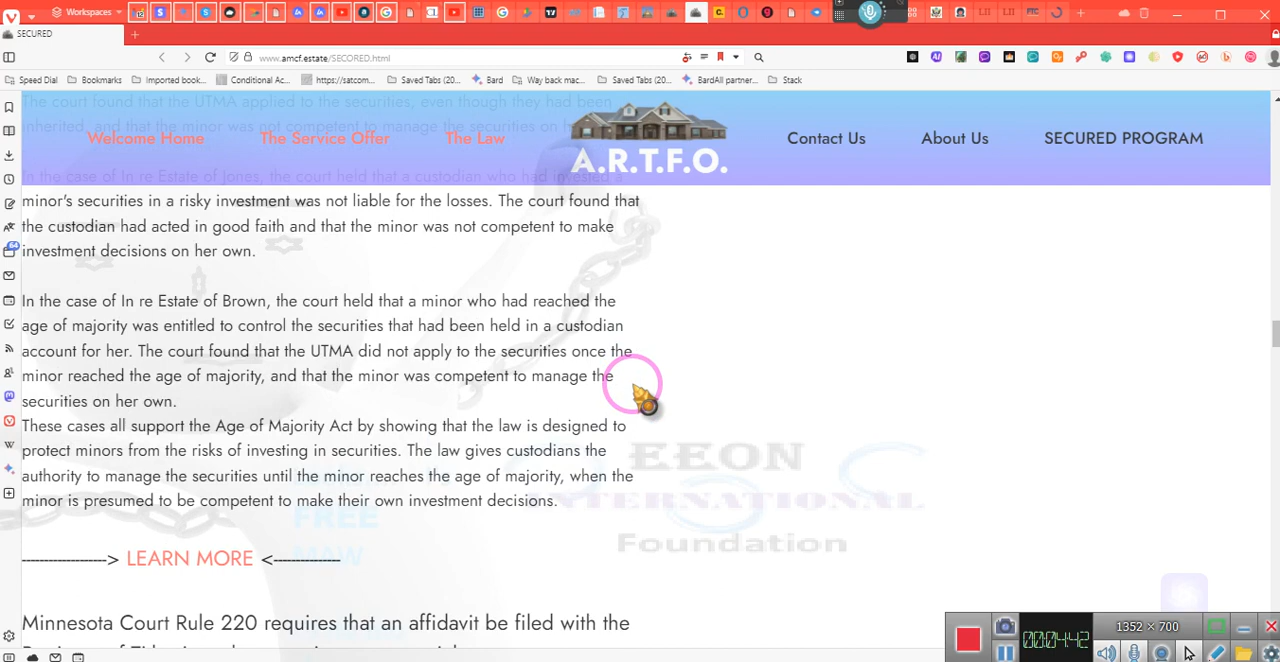 Workspaces
SECURED
www.amcf.estate/SECORED.html
Speed Dial
Bookmarks
Imported book...
Conditional Ac...
https://satcom...
Saved Tabs (20...
Bard
Way back mac...
Saved Tabs (20...
BardAll partner...
Stack
The court found that the UTMA applied to the securities, even though they had been
inherited, and that the minor was not competent to manage the securities on h
Welcome Home
The Service Offer
The Law
A.R.T.F.O.
Contact Us
About Us
SECURED PROGRAM
In the case of In re Estate of Jones, the court held that a custodian who had invested a
minor's securities in a risky investment was not liable for the losses. The court found that
the custodian had acted in good faith and that the minor was not competent to make
investment decisions on her own.
In the case of In re Estate of Brown, the court held that a minor who had reached the
age of majority was entitled to control the securities that had been held in a custodian
account for her. The court found that the UTMA did not apply to the securities once the
minor reached the age of majority, and that the minor was competent to manage the
securities on her own.
These cases all support the Age of Majority Act by showing that the law is designed to
protect minors from the risks of investing in securities. The law gives custodians the
authority to manage the securities until the minor reaches the age of majority, when the
minor is presumed to be competent to make their own investment decisions.
EEON
INTERNATIONAL
Foundation
FREE
MAW
------------------> LEARN MORE <---------------
Minnesota Court Rule 220 requires that an affidavit be filed with the
1352 × 700
00:04:42